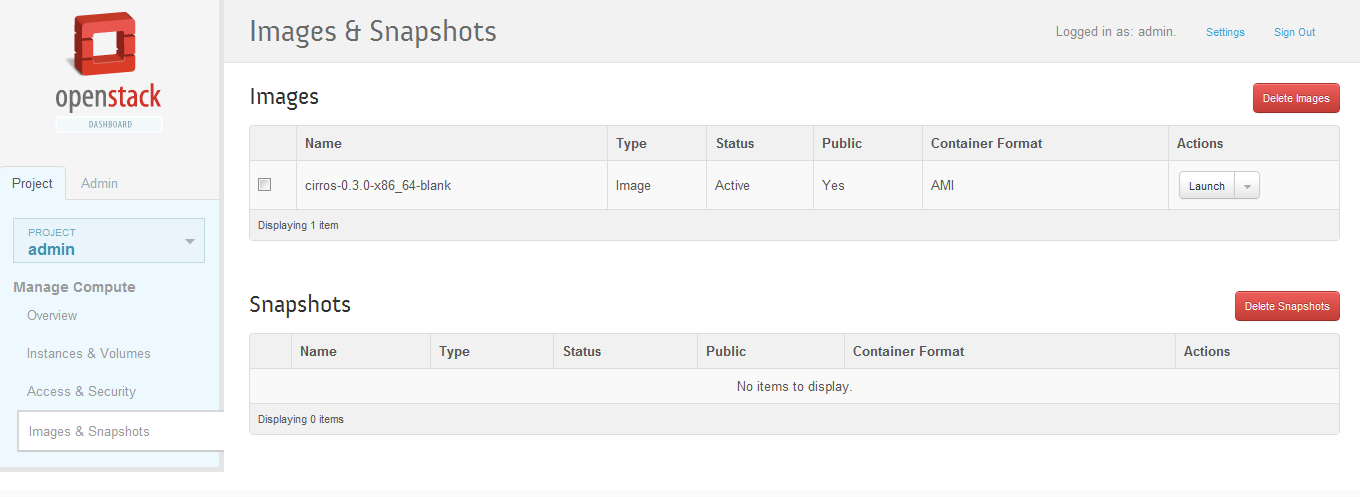 openstack
DASHBOARD
Project Admin
PROJECT
admin
Manage Compute
Overview
Instances & Volumes
Access & Security
Images & Snapshots
Images & Snapshots
Logged in as: admin. Settings Sign Out
Images
Delete Images
Name Type Status Public Container Format Actions
cirros-0.3.0-x86_64-blank Image Active Yes AMI Launch
Displaying 1 item
Snapshots
Delete Snapshots
Name Type Status Public Container Format Actions
No items to display.
Displaying 0 items